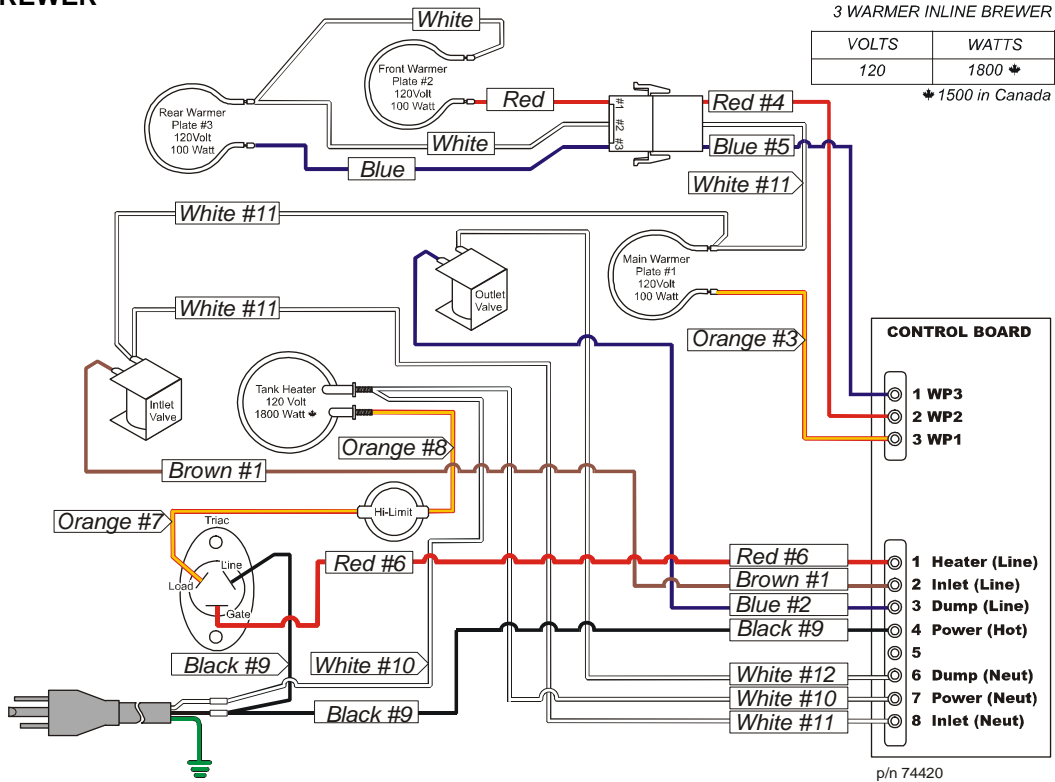 BREWER
3 WARMER INLINE BREWER
VOLTS WATTS
120 1800
1500 in Canada
White
Front Warmer
Plate #2
120Volt
100 Watt
Red
#1
#2
#3
Red #4
Rear Warmer
Plate #3
120Volt
100 Watt
White
Blue
Blue #5
White #11
White #11
Main Warmer
Plate #1
120Volt
100 Watt
Outlet
Valve
White #11
Orange #3
CONTROL BOARD
Intlet
Valve
Tank Heater
120 Volt
1800 Watt
1 WP3
2 WP2
3 WP1
Orange #8
Brown #1
Hi-Limit
Orange #7
Triac
Line
Load
Gate
Red #6
Red #6
Brown #1
Blue #2
Black #9
1 Heater (Line)
2 Inlet (Line)
3 Dump (Line)
4 Power (Hot)
5
6 Dump (Neut)
7 Power (Neut)
8 Inlet (Neut)
Black #9
White #10
White #12
White #10
White #11
Black #9
p/n 74420